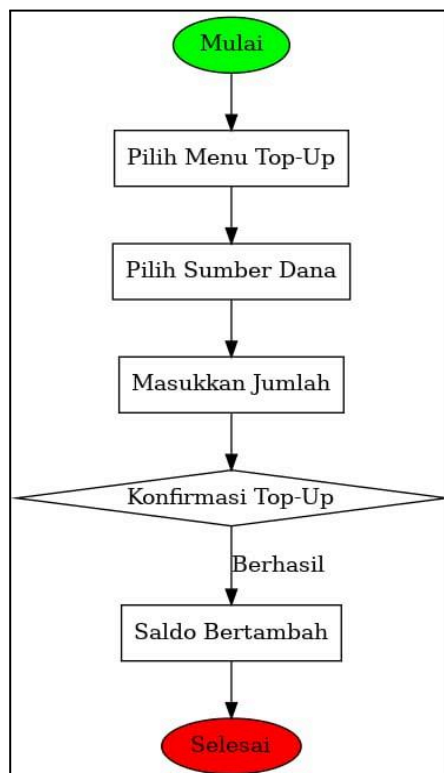 Mulai
Pilih Menu Top-Up
Pilih Sumber Dana
Masukkan Jumlah
Konfirmasi Top-Up
Berhasil
Saldo Bertambah
Selesai